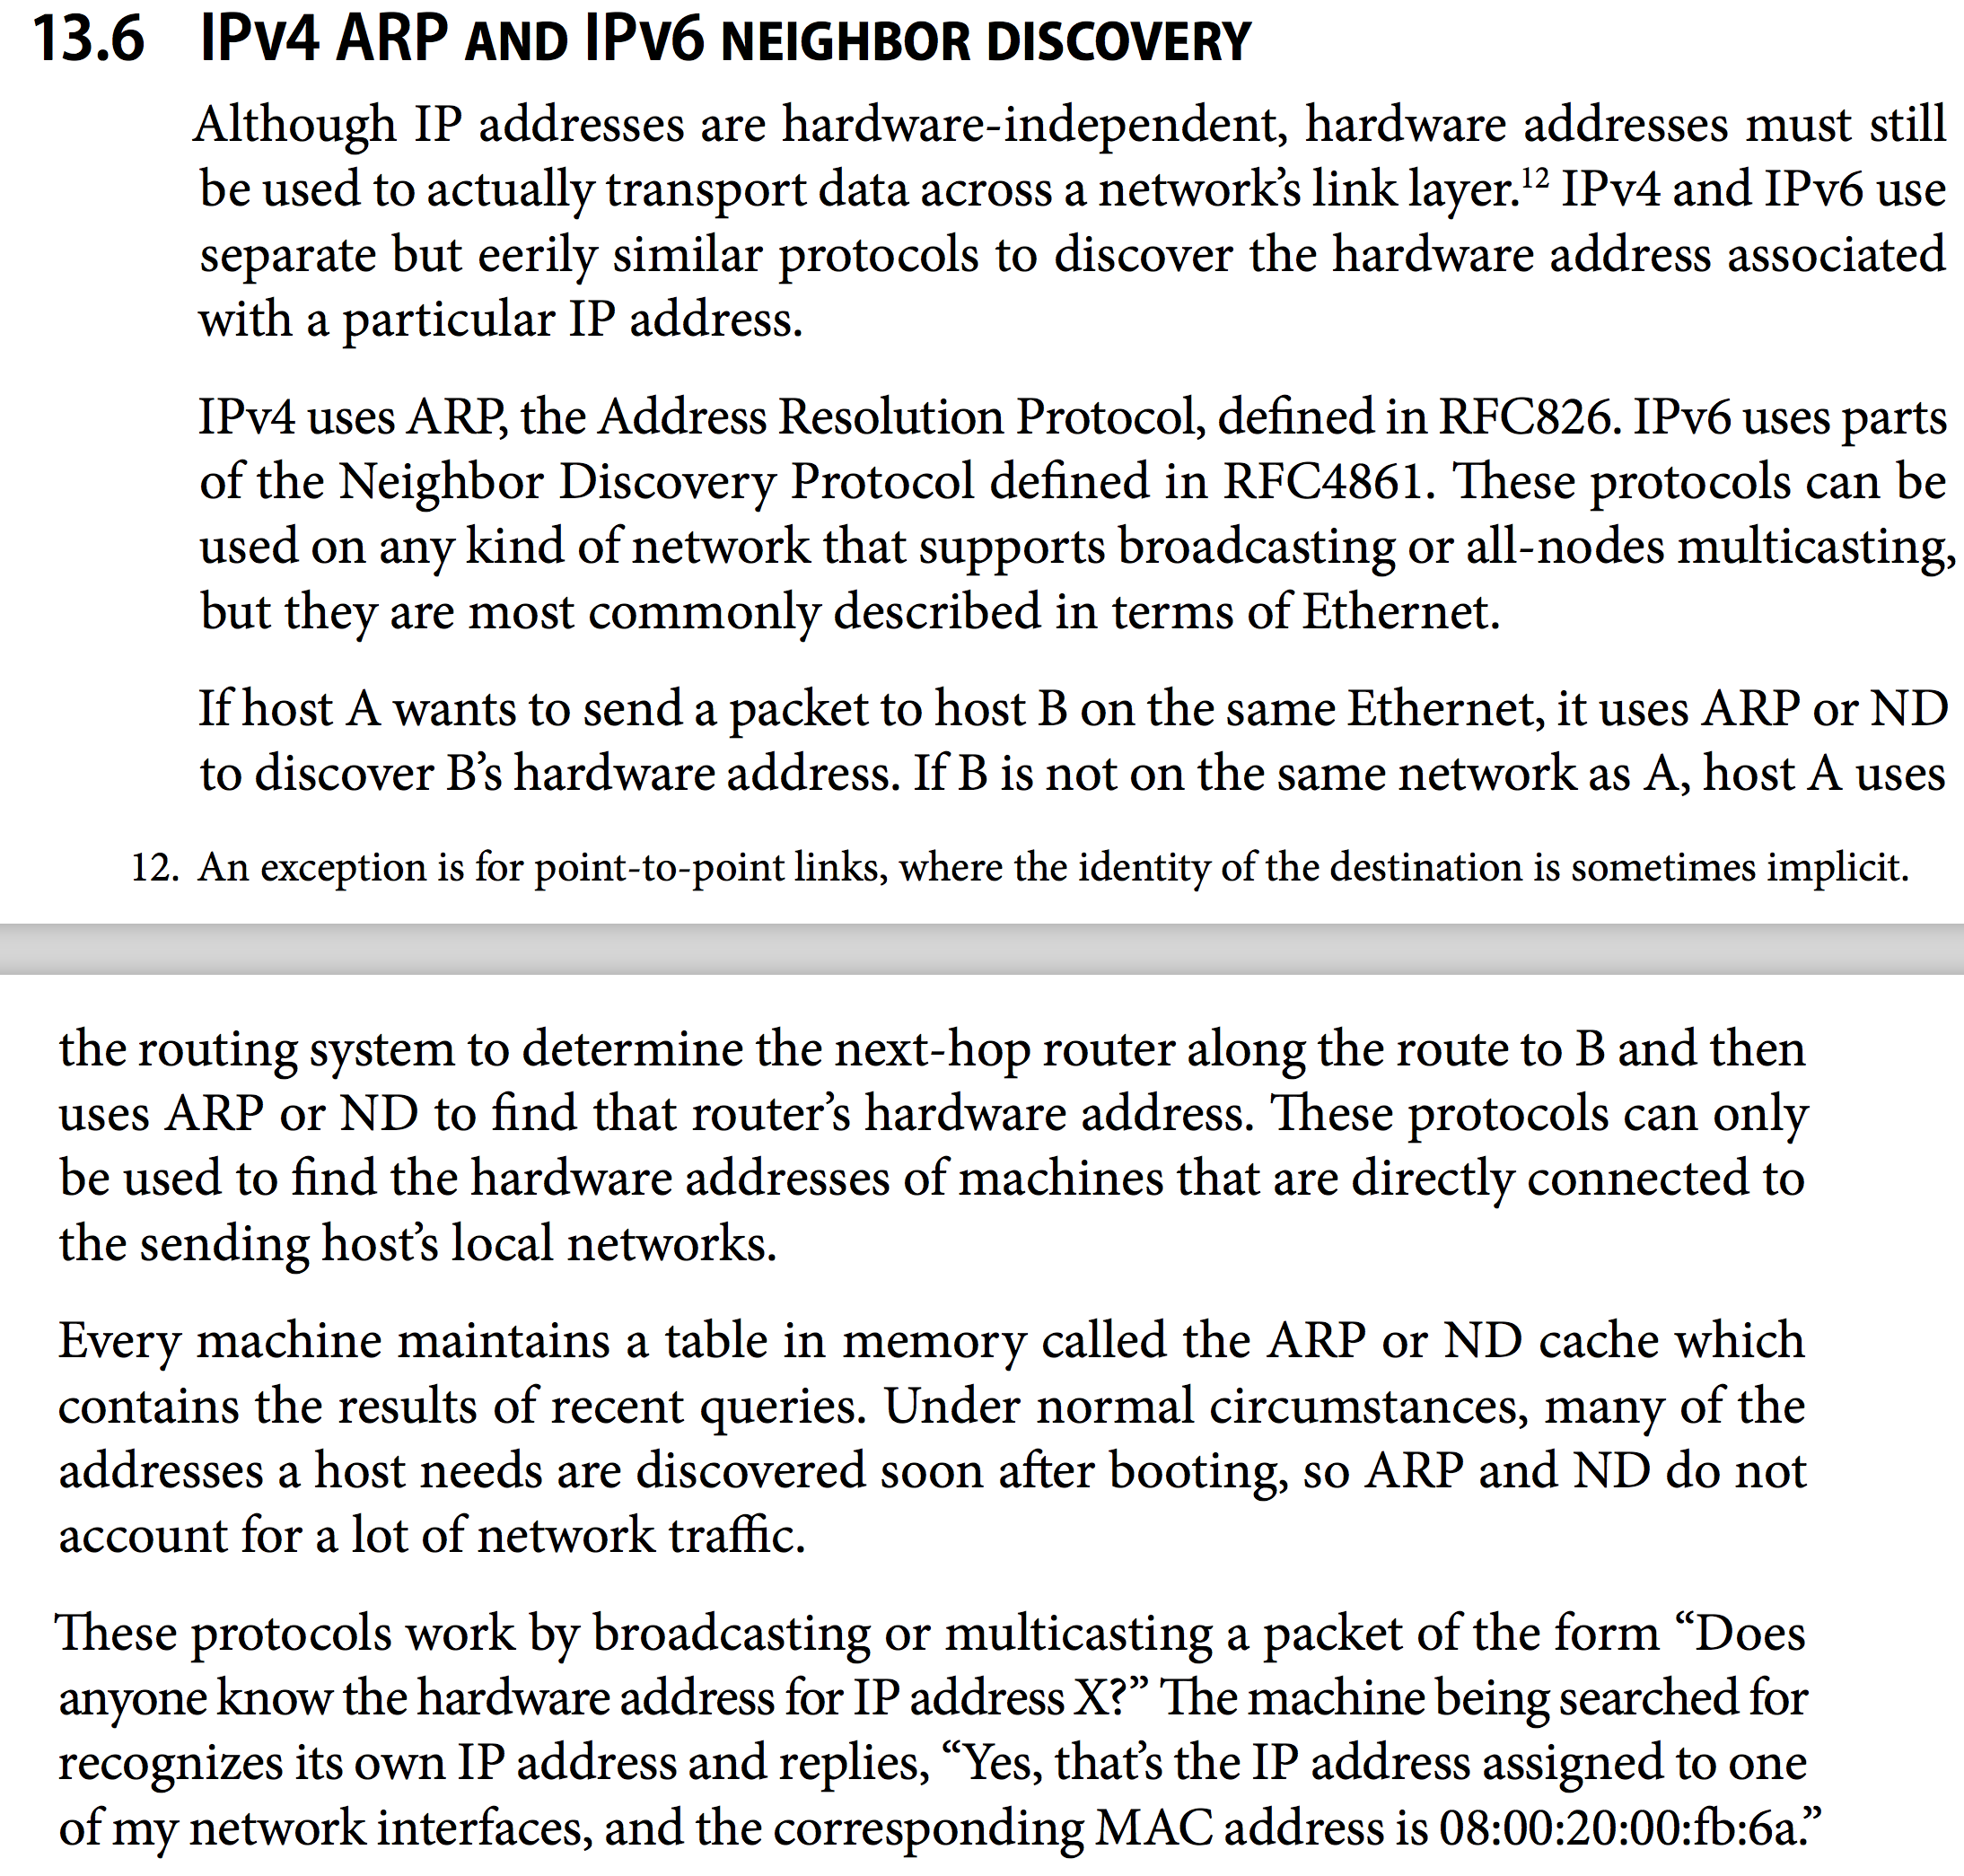 13.6 IPv4 ARP AND IPv6 NEIGHBOR DISCOVERY
Although IP addresses are hardware-independent, hardware addresses must still
be used to actually transport data across a network’s link layer.12 IPv4 and IPv6 use
separate but eerily similar protocols to discover the hardware address associated
with a particular IP address.
IPv4 uses ARP, the Address Resolution Protocol, defined in RFC826. IPv6 uses parts
of the Neighbor Discovery Protocol defined in RFC4861. These protocols can be
used on any kind of network that supports broadcasting or all-nodes multicasting,
but they are most commonly described in terms of Ethernet.
If host A wants to send a packet to host B on the same Ethernet, it uses ARP or ND
to discover B’s hardware address. If B is not on the same network as A, host A uses
12. An exception is for point-to-point links, where the identity of the destination is sometimes implicit.
the routing system to determine the next-hop router along the route to B and then
uses ARP or ND to find that router’s hardware address. These protocols can only
be used to find the hardware addresses of machines that are directly connected to
the sending host’s local networks.
Every machine maintains a table in memory called the ARP or ND cache which
contains the results of recent queries. Under normal circumstances, many of the
addresses a host needs are discovered soon after booting, so ARP and ND do not
account for a lot of network traffic.
These protocols work by broadcasting or multicasting a packet of the form “Does
anyone know the hardware address for IP address X?” The machine being searched for
recognizes its own IP address and replies, “Yes, that’s the IP address assigned to one
of my network interfaces, and the corresponding MAC address is 08:00:20:00:fb:6a.”